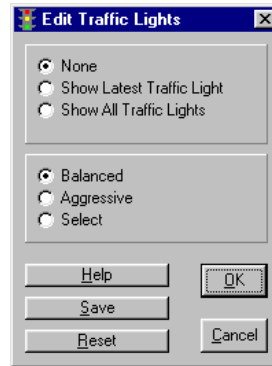 Edit Traffic Lights
None
Show Latest Traffic Light
Show All Traffic Lights
Balanced
Aggressive
Select
Help
OK
Save
Reset
Cancel